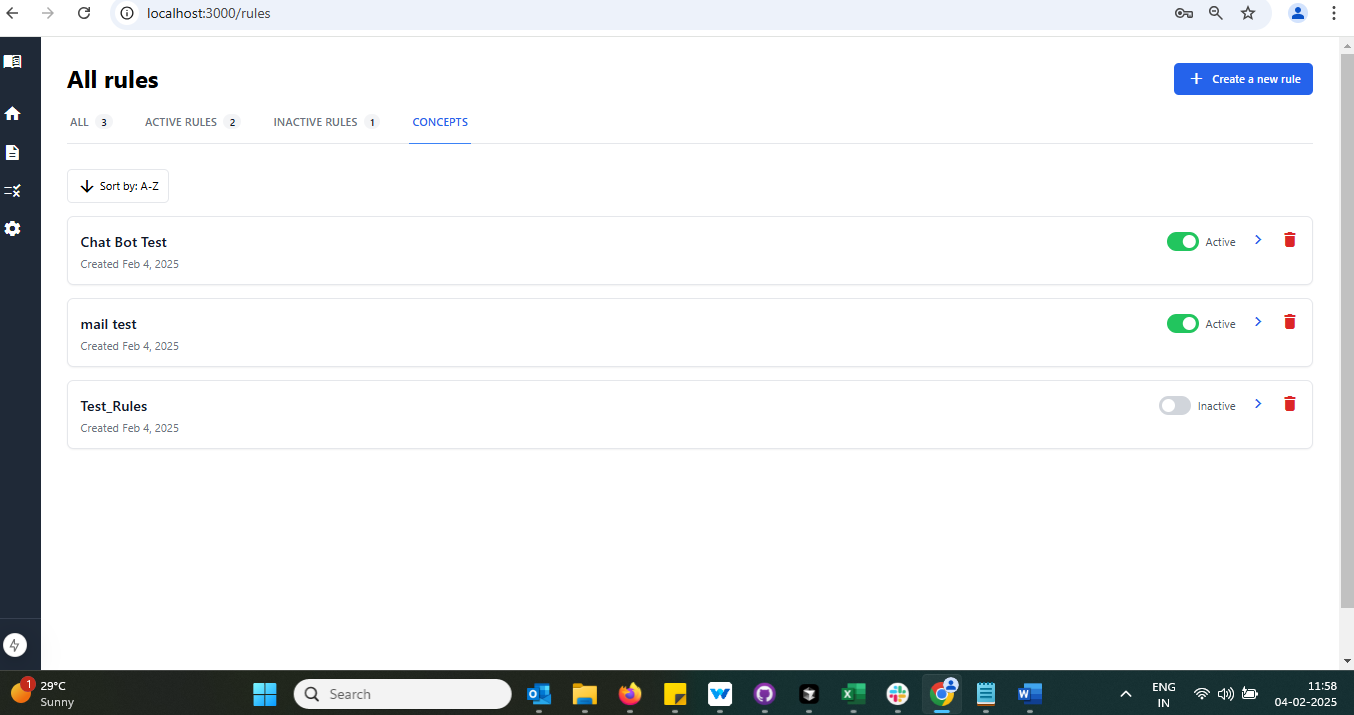 localhost:3000/rules
All rules
Create a new rule
ALL 3 ACTIVE RULES 2 INACTIVE RULES 1 CONCEPTS
Sort by: A-Z
Chat Bot Test
Active
Created Feb 4, 2025
mail test
Active
Created Feb 4, 2025
Test_Rules
Inactive
Created Feb 4, 2025
1
29°C
Sunny
Search
ENG
IN
11:58
04-02-2025